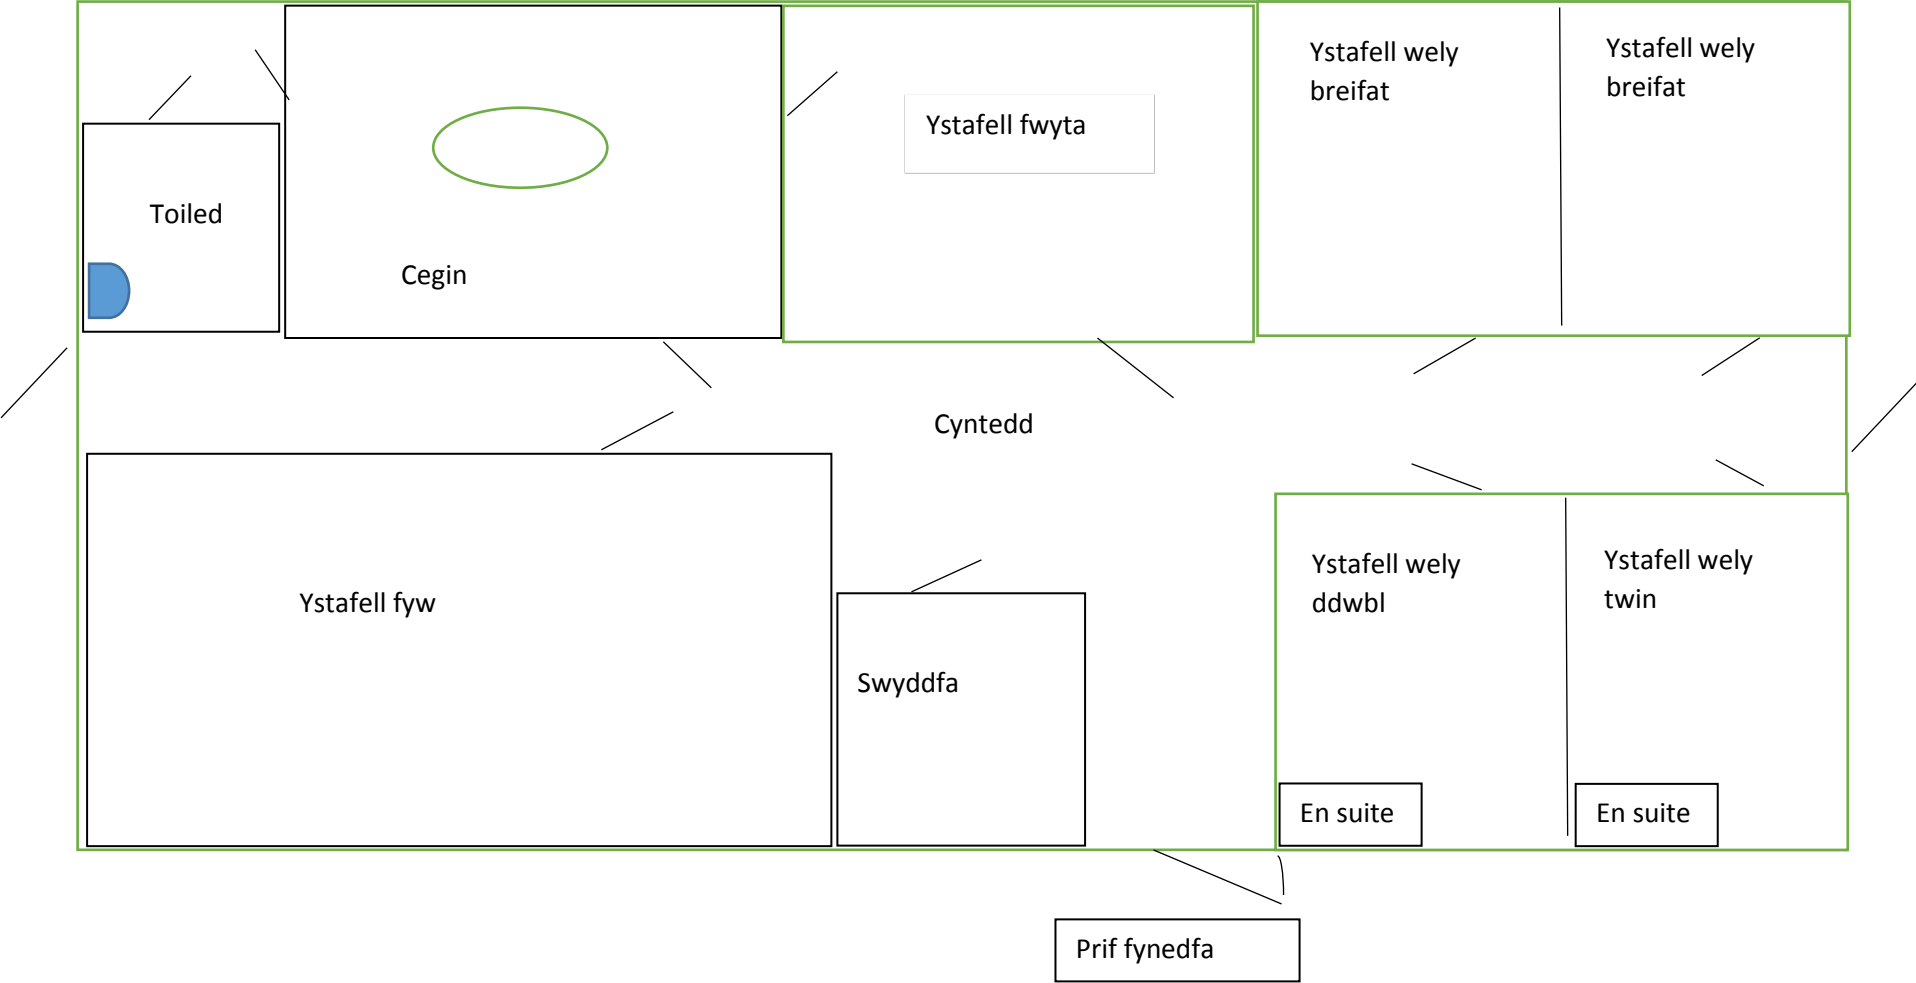 Ystafell wely
breifat
Ystafell wely
breifat
Ystafell fwyta
Toiled
Cegin
Cyntedd
Ystafell fyw
Swyddfa
Ystafell wely
ddwbl
Ystafell wely
twin
En suite
En suite
Prif fynedfa